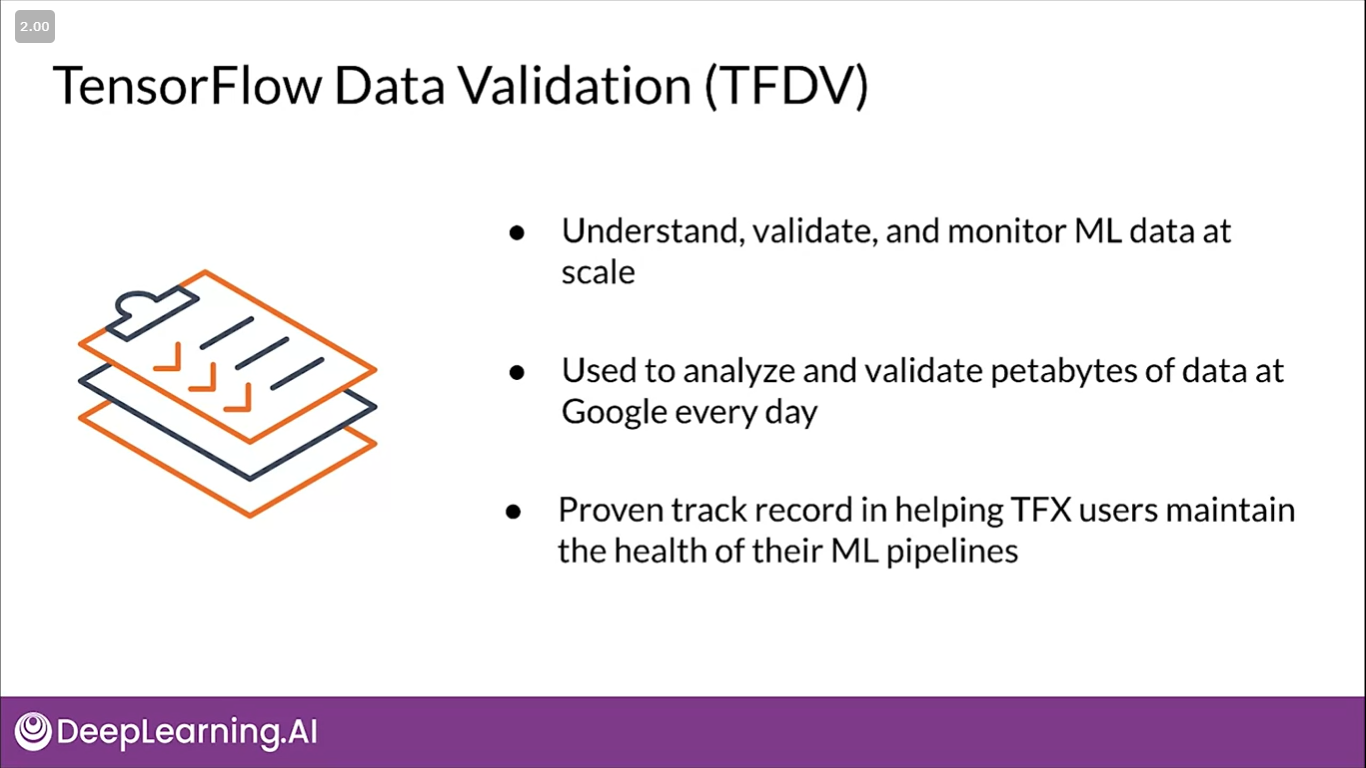 2.00
TensorFlow Data Validation (TFDV)
● Understand, validate, and monitor ML data at
scale
● Used to analyze and validate petabytes of data at
Google every day
● Proven track record in helping TFX users maintain
the health of their ML pipelines
DeepLearning.AI